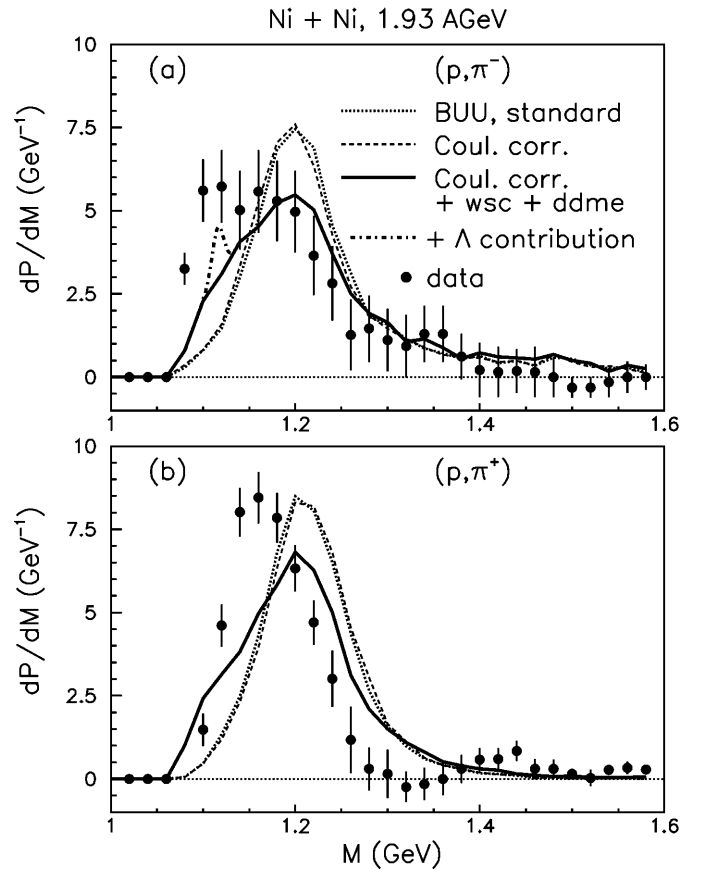 Ni + Ni, 1.93 AGeV
10
(a)
(p,π⁻)
BUU, standard
7.5
Coul. corr.
Coul. corr.
+ wsc + ddme
5
+ Λ contribution
data
2.5
0
dP/dM (GeV⁻¹)
1
1.2
1.4
1.6
10
(b)
(p,π⁺)
7.5
5
2.5
0
dP/dM (GeV⁻¹)
1
1.2
1.4
1.6
M (GeV)